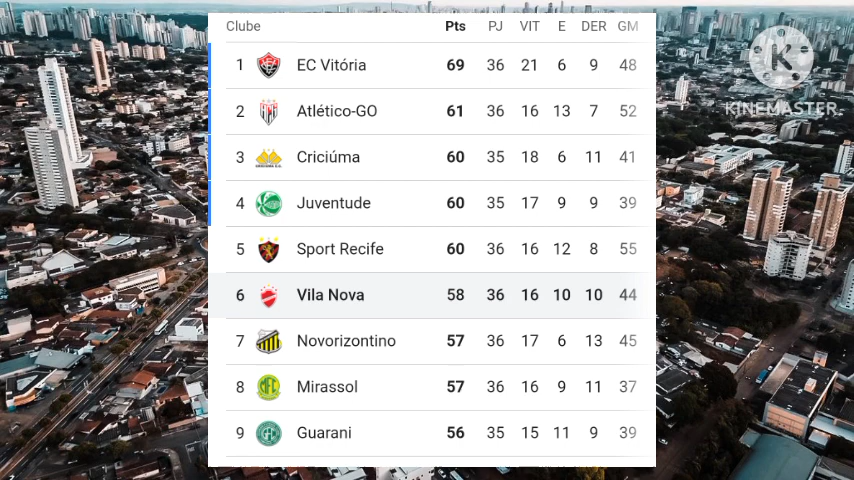 Clube Pts PJ VIT E DER GM
1 EC Vitória 69 36 21 6 9 48
2 Atlético-GO 61 36 16 13 7 52
3 Criciúma 60 35 18 6 11 41
4 Juventude 60 35 17 9 9 39
5 Sport Recife 60 36 16 12 8 55
6 Vila Nova 58 36 16 10 10 44
7 Novorizontino 57 36 17 6 13 45
8 Mirassol 57 36 16 9 11 37
9 Guarani 56 35 15 11 9 39
K
KINEMASTER